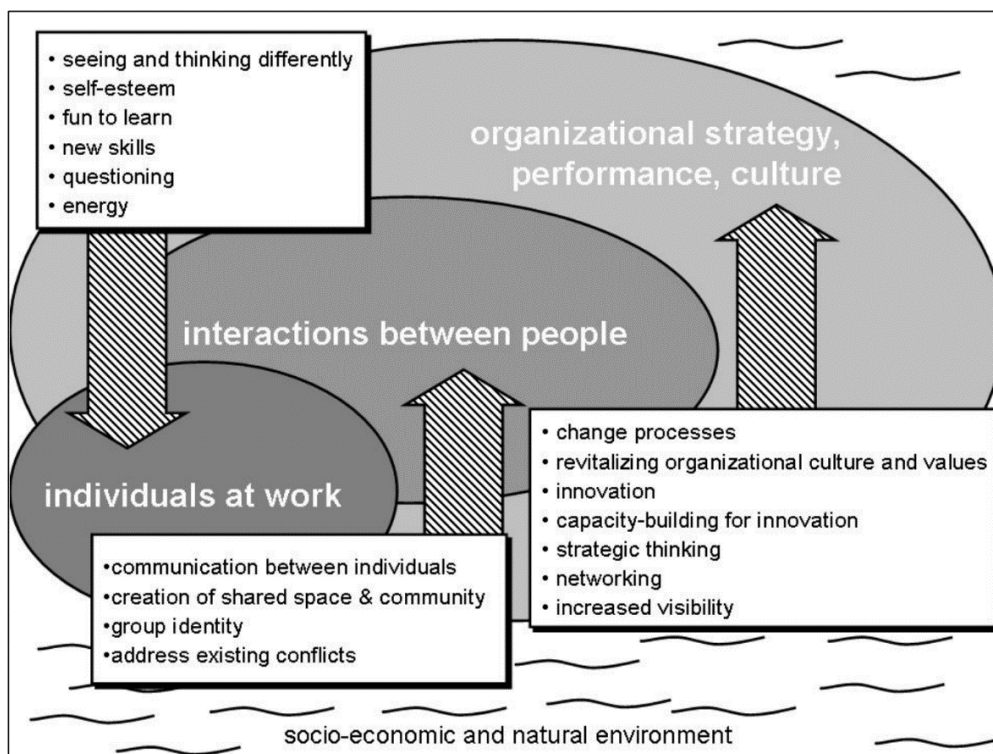 • seeing and thinking differently
• self-esteem
• fun to learn
• new skills
• questioning
• energy
organizational strategy,
performance, culture
interactions between people
individuals at work
• change processes
• revitalizing organizational culture and values
• innovation
• capacity-building for innovation
• strategic thinking
• networking
• increased visibility
•communication between individuals
•creation of shared space & community
•group identity
•address existing conflicts
socio-economic and natural environment